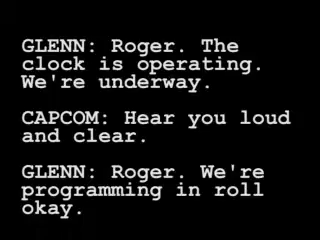 GLENN: Roger. The
clock is operating.
We're underway.
CAPCOM: Hear you loud
and clear.
GLENN: Roger. We're
programming in roll
okay.